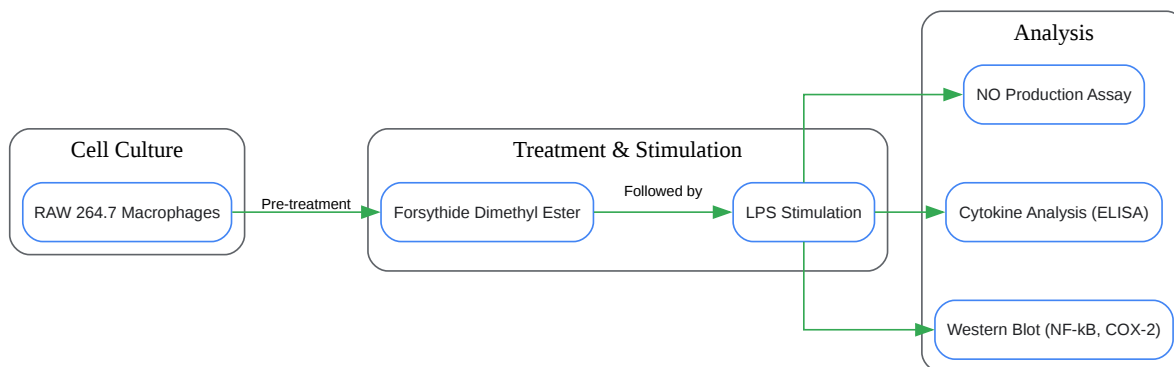 Cell Culture
RAW 264.7 Macrophages
Pre-treatment
Treatment & Stimulation
Forsythide Dimethyl Ester
Followed by
LPS Stimulation
Analysis
NO Production Assay
Cytokine Analysis (ELISA)
Western Blot (NF-kB, COX-2)